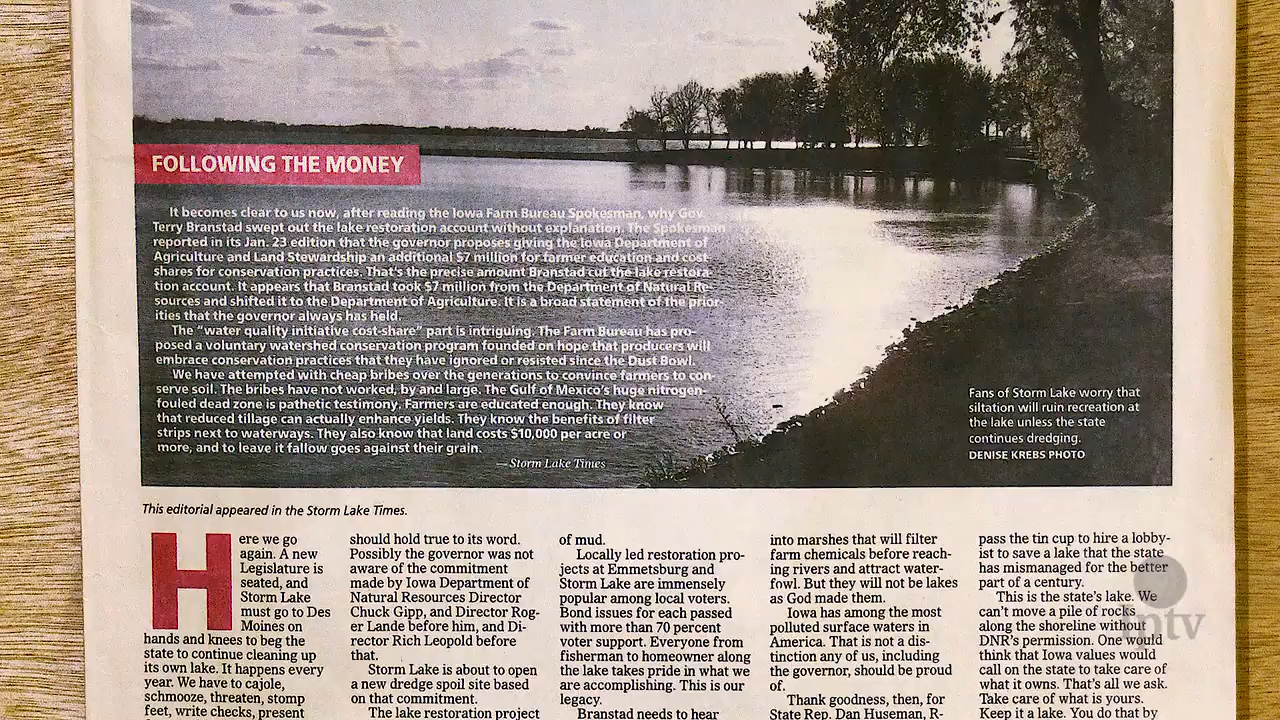 FOLLOWING THE MONEY
It becomes clear to us now, after reading the Iowa Farm Bureau Spokesman, why Gov.
Terry Branstad swept out the lake restoration account without explanation. The Spokesman
reported in its Jan. 23 edition that the governor proposes giving the Iowa Department of
Agriculture and Land Stewardship an additional $7 million for farmer education and cost
shares for conservation practices. That's the precise amount Branstad cut the lake restora-
tion account. It appears that Branstad took $7 million from the Department of Natural Re-
sources and shifted it to the Department of Agriculture. It is a broad statement of the prior-
ities that the governor always has held.
The "water quality initiative cost-share" part is intriguing. The Farm Bureau has pro-
posed a voluntary watershed conservation program founded on hope that producers will
embrace conservation practices that they have ignored or resisted since the Dust Bowl.
We have attempted with cheap bribes over the generations to convince farmers to con-
serve soil. The bribes have not worked, by and large. The Gulf of Mexico's huge nitrogen
fouled dead zone is pathetic testimony. Farmers are educated enough. They know
that reduced tillage can actually enhance yields. They know the benefits of filter
strips next to waterways. They also know that land costs $10,000 per acre or
more, and to leave it fallow goes against their grain.
— Storm Lake Times
Fans of Storm Lake worry that
siltation will ruin recreation at
the lake unless the state
continues dredging.
DENISE KREBS PHOTO
This editorial appeared in the Storm Lake Times.
Here we go
again. A new
Legislature is
seated, and
Storm Lake
must go to Des
Moines on
hands and knees to beg the
state to continue cleaning up
its own lake. It happens every
year. We have to cajole,
schmooze, threaten, stomp
feet, write checks, present
should hold true to its word.
Possibly the governor was not
aware of the commitment
made by Iowa Department of
Natural Resources Director
Chuck Gipp, and Director Rog-
er Lande before him, and Di-
rector Rich Leopold before
that.
Storm Lake is about to open
a new dredge spoil site based
on that commitment.
The lake restoration project
of mud.
Locally led restoration pro-
jects at Emmetsburg and
Storm Lake are immensely
popular among local voters.
Bond issues for each passed
with more than 70 percent
voter support. Everyone from
fisherman to homeowner along
the lake takes pride in what we
are accomplishing. This is our
legacy.
Branstad needs to hear
into marshes that will filter
farm chemicals before reach-
ing rivers and attract water-
fowl. But they will not be lakes
as God made them.
Iowa has among the most
polluted surface waters in
America. That is not a dis-
tinction any of us, including
the governor, should be proud
of.
Thank goodness, then, for
State Rep. Dan Huseman, R-
pass the tin cup to hire a lobby-
ist to save a lake that the state
has mismanaged for the better
part of a century.
This is the state's lake. We
can't move a pile of rocks
along the shoreline without
DNR's permission. One would
think that Iowa values would
call on the state to take care of
what it owns. That's all we ask.
Take care of what is yours.
Keep it a lake. You do that by
iptv